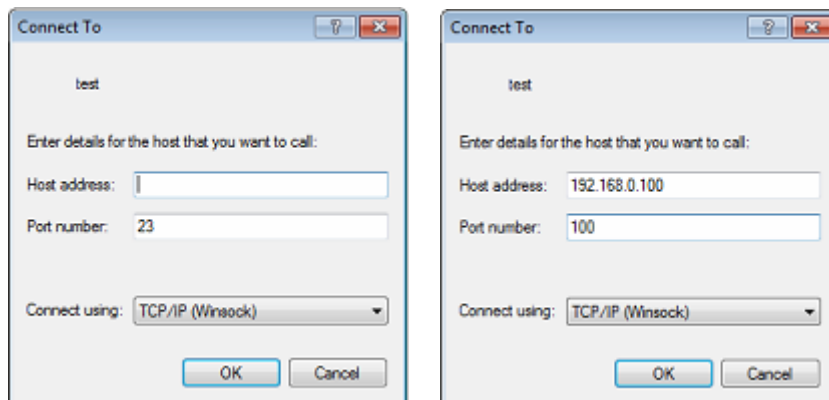 Connect To
test
Enter details for the host that you want to call:
Host address:
Port number: 23
Connect using: TCP/IP (Winsock)
OK Cancel
Connect To
test
Enter details for the host that you want to call:
Host address: 192.168.0.100
Port number: 100
Connect using: TCP/IP (Winsock)
OK Cancel